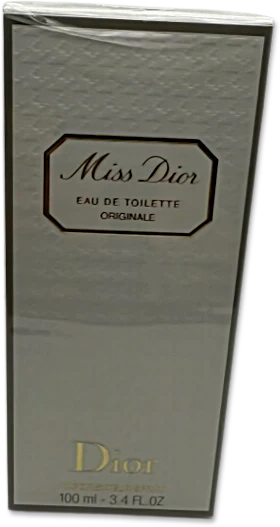 Miss Dior
EAU DE TOILETTE
ORIGINALE
Dior
100 ml - 3.4 FL.OZ